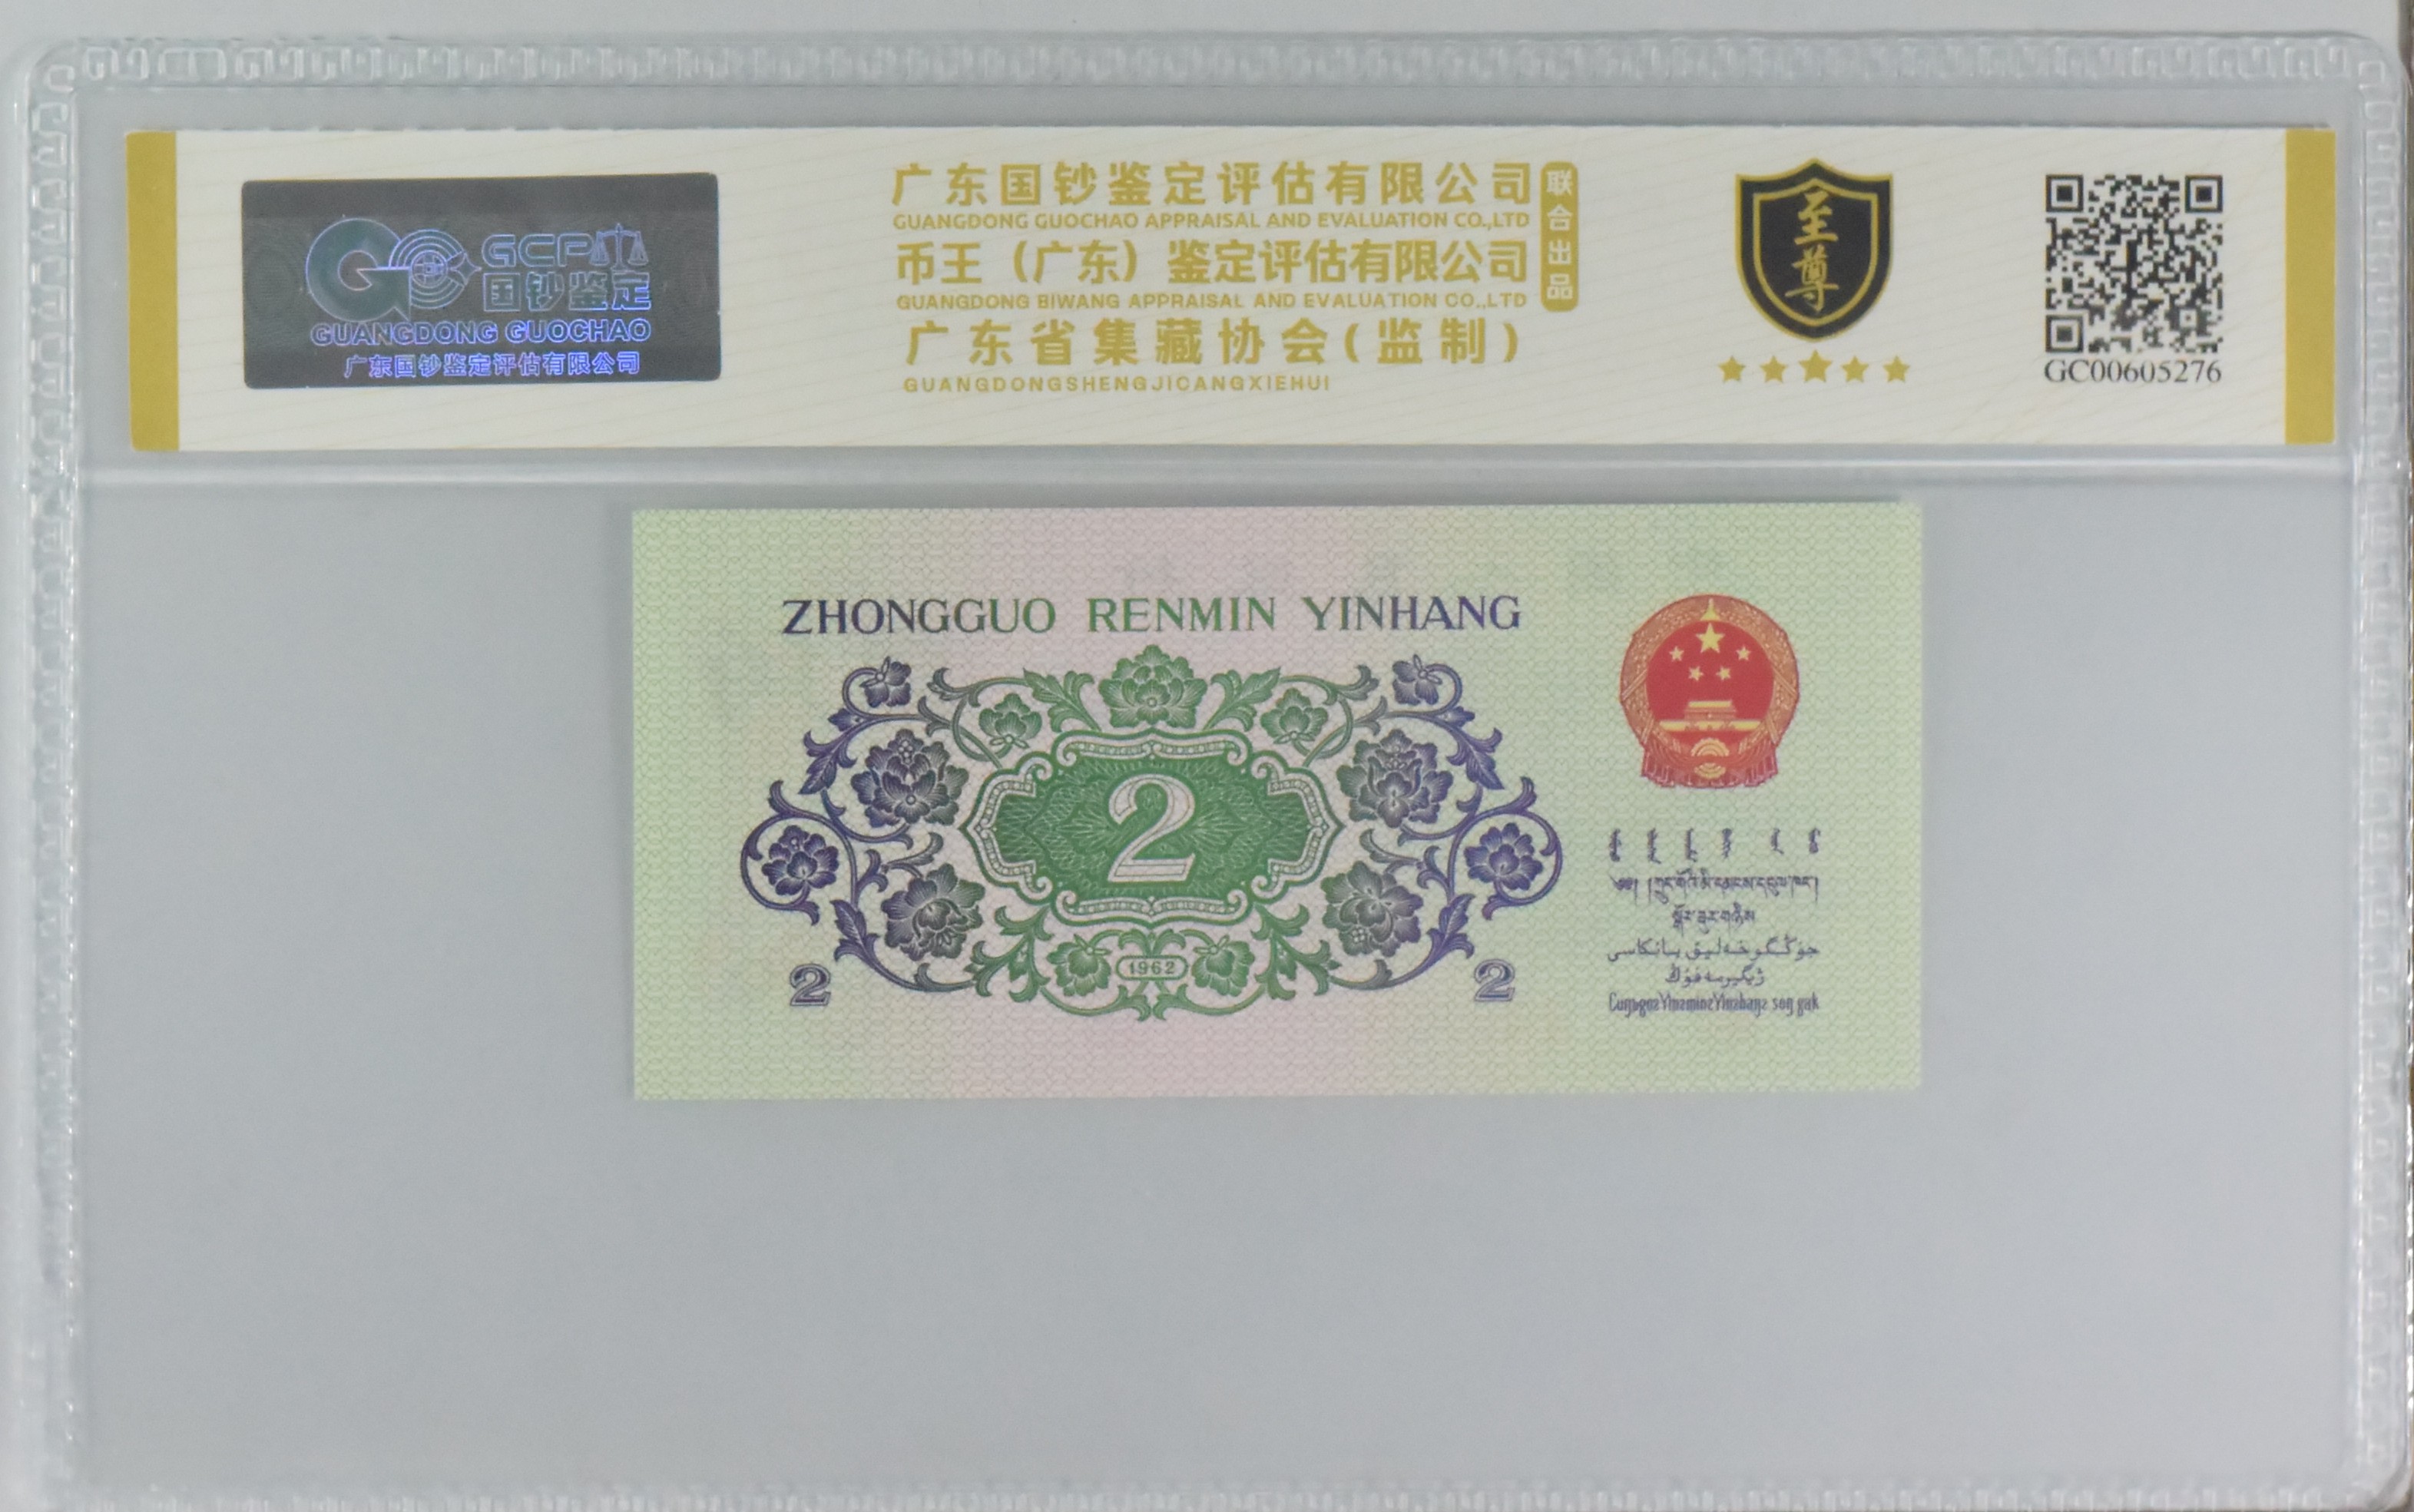 GCP
国钞鉴定
GUANGDONG GUOCHAO
广东国钞鉴定评估有限公司
广东国钞鉴定评估有限公司
GUANGDONG GUOCHAO APPRAISAL AND EVALUATION CO.,LTD
币王（广东）鉴定评估有限公司
GUANGDONG BIWANG APPRAISAL AND EVALUATION CO.,LTD
联合出品
广东省集藏协会(监制)
GUANGDONGSHENGJICANGXIEHUI
至尊
GC00605276
ZHONGGUO RENMIN YINHANG
2
1962
2
2